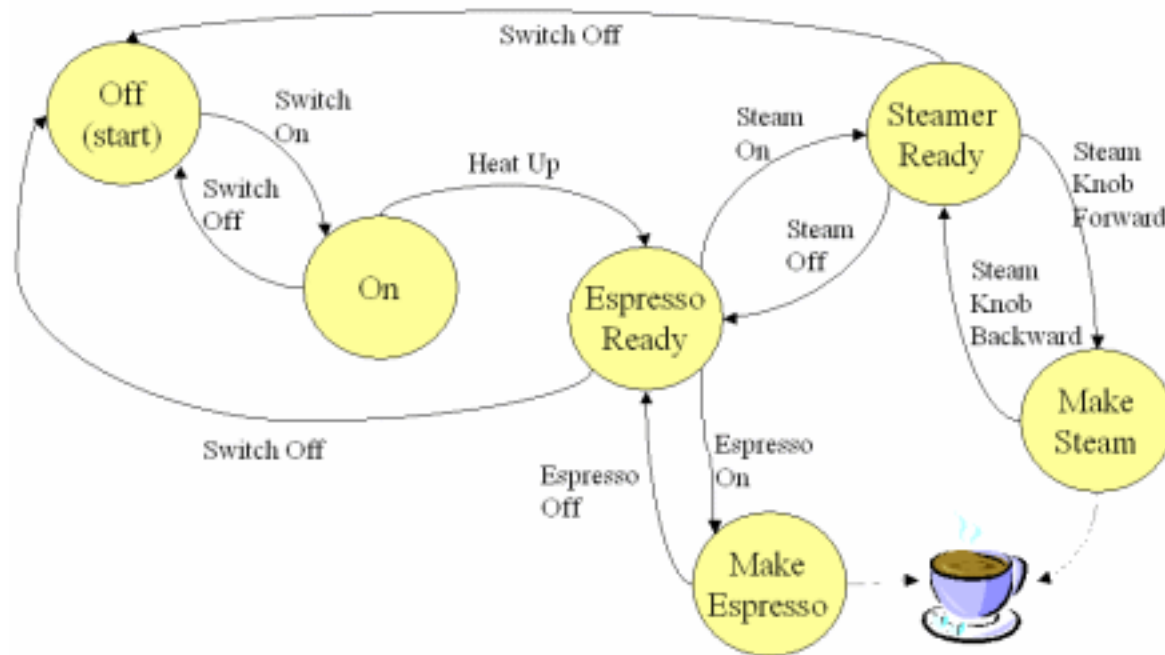 Switch Off
Off
(start)
Switch
On
Switch
Off
On
Heat Up
Steam
On
Steamer
Ready
Steam
Off
Steam
Knob
Forward
Steam
Knob
Backward
Espresso
Ready
Make
Steam
Switch Off
Espresso
Off
Espresso
On
Make
Espresso